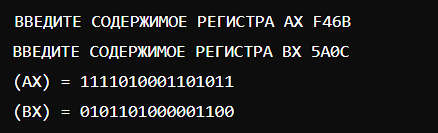 ВВЕДИТЕ СОДЕРЖИМОЕ РЕГИСТРА AX F46B
ВВЕДИТЕ СОДЕРЖИМОЕ РЕГИСТРА BX 5A0C
(AX) = 1111010001101011
(BX) = 0101101000001100